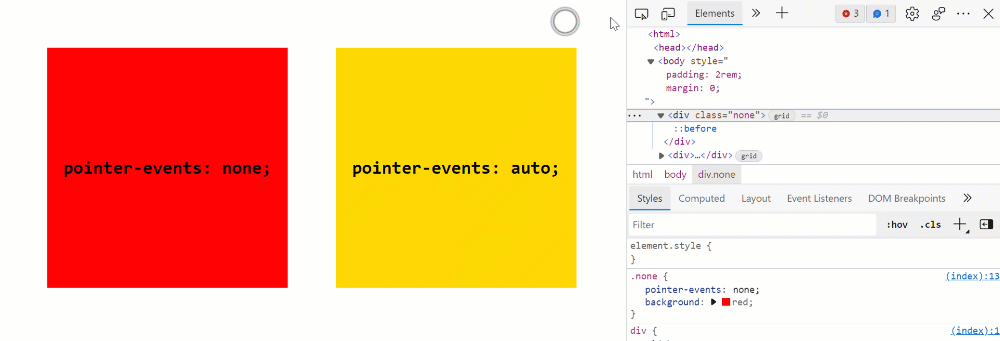 pointer-events: none;
pointer-events: auto;
Elements
3
1
<html>
<head></head>
<body style="
padding: 2rem;
margin: 0;
">
<div class="none"> grid == $0
::before
</div>
<div>…</div> grid
html body div.none
Styles Computed Layout Event Listeners DOM Breakpoints
Filter :hov .cls
element.style {
}
.none { (index):13
pointer-events: none;
background: red;
}
div { (index):1